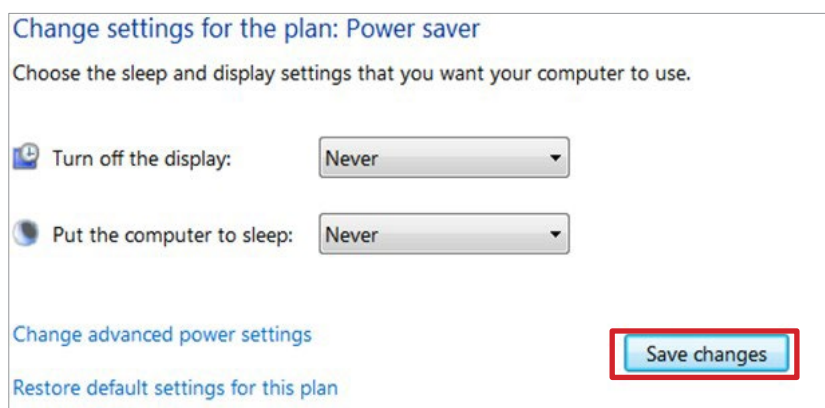 Change settings for the plan: Power saver
Choose the sleep and display settings that you want your computer to use.
Turn off the display: Never
Put the computer to sleep: Never
Change advanced power settings
Save changes
Restore default settings for this plan